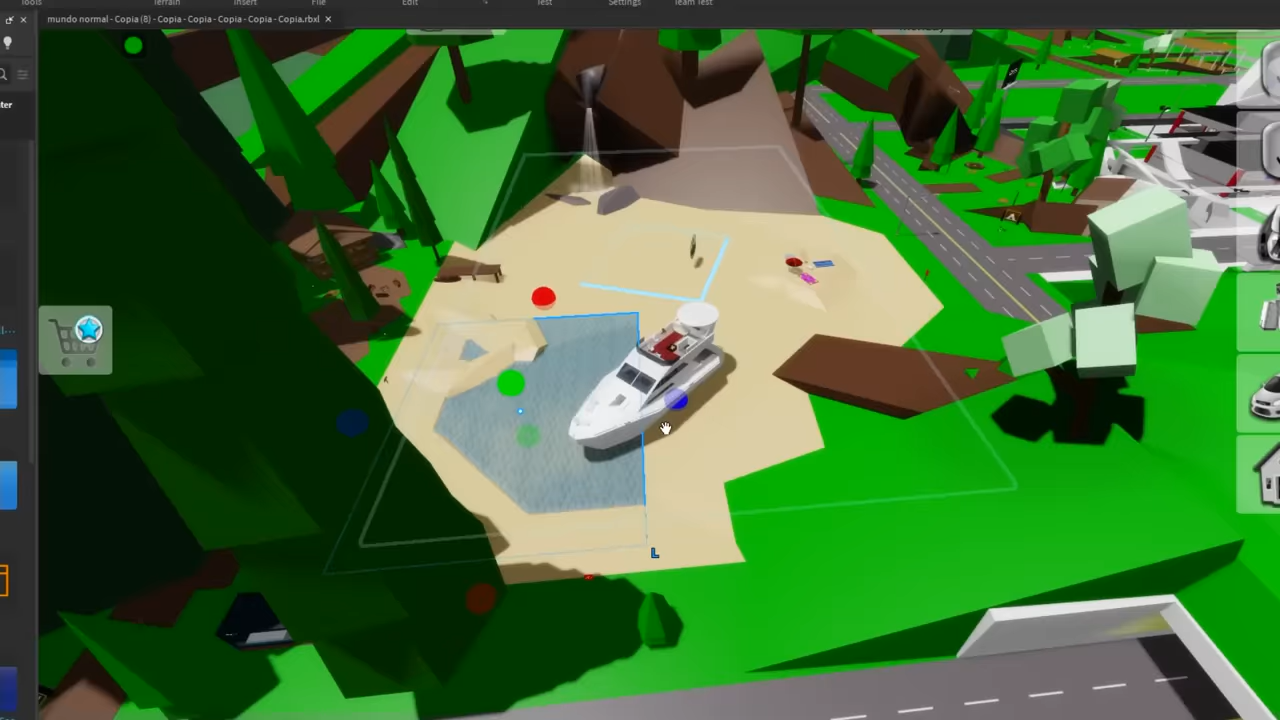 Tools
Terrain
Insert
File
Edit
Test
Settings
Team Test
mundo normal - Copia (8) - Copia - Copia - Copia - Copia - Copia.rbxl
ter
L